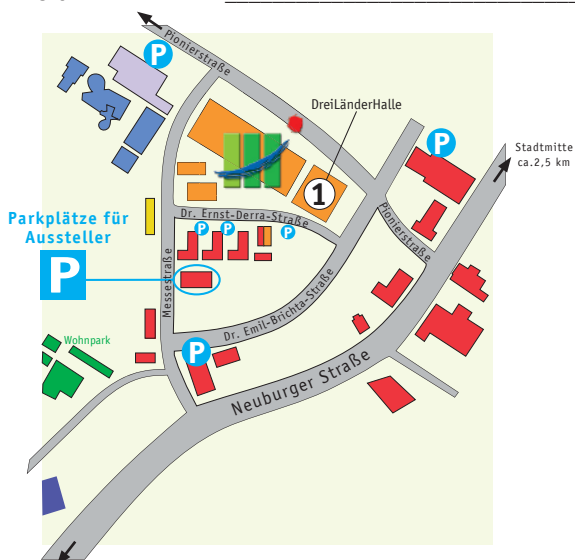 Pionierstraße
P
DreiLänderHalle
P
Stadtmitte
ca.2,5 km
1
Parkplätze für
Aussteller
P
Dr. Ernst-Derra-Straße
P
P
P
Pionierstraße
Messestraße
Dr. Emil-Brichta-Straße
Wohnpark
P
Neuburger Straße